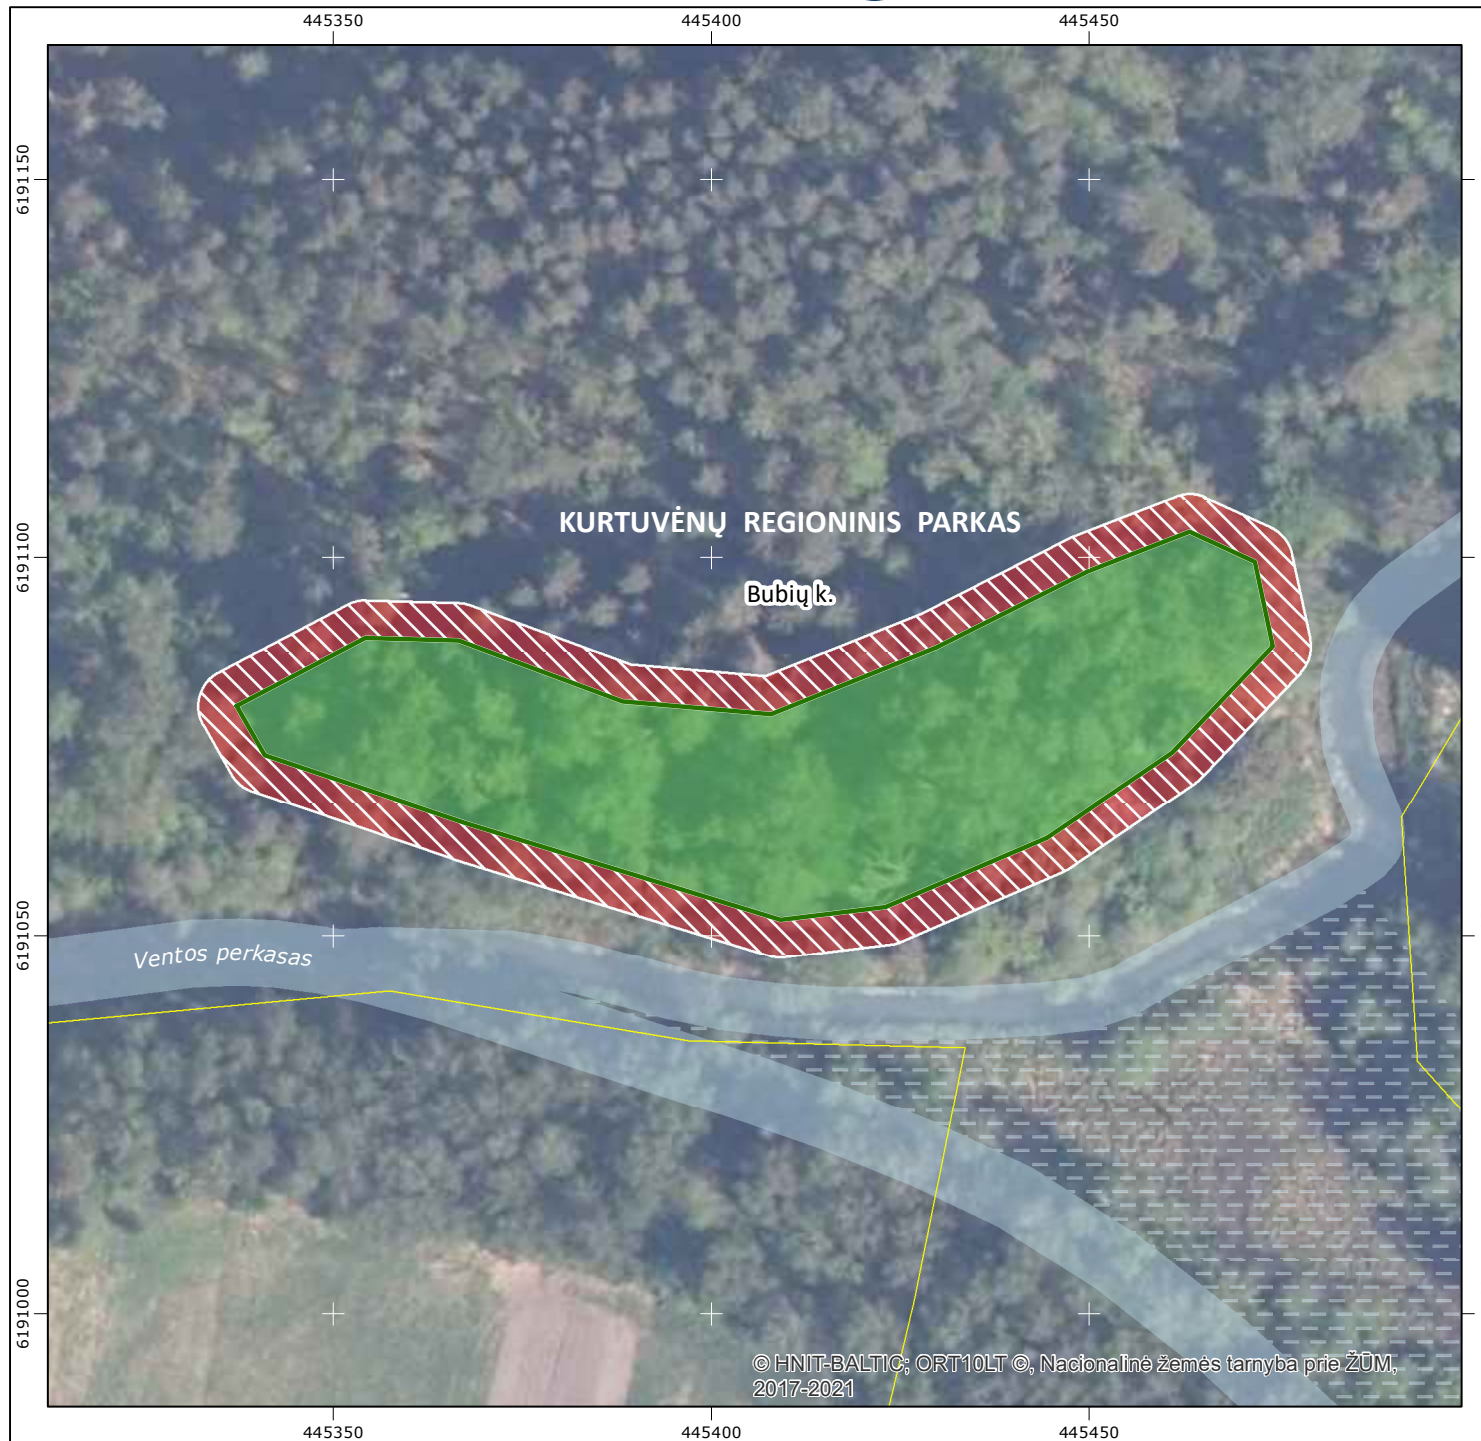 445350 445400 445450
6191150
6191100
KURTUVĖNŲ REGIONINIS PARKAS
Bubių k.
6191050
Ventos perkasas
6191000
© HNIT-BALTIC; ORT10LT ©, Nacionalinė žemės tarnyba prie ŽŪM,
2017-2021
445350 445400 445450